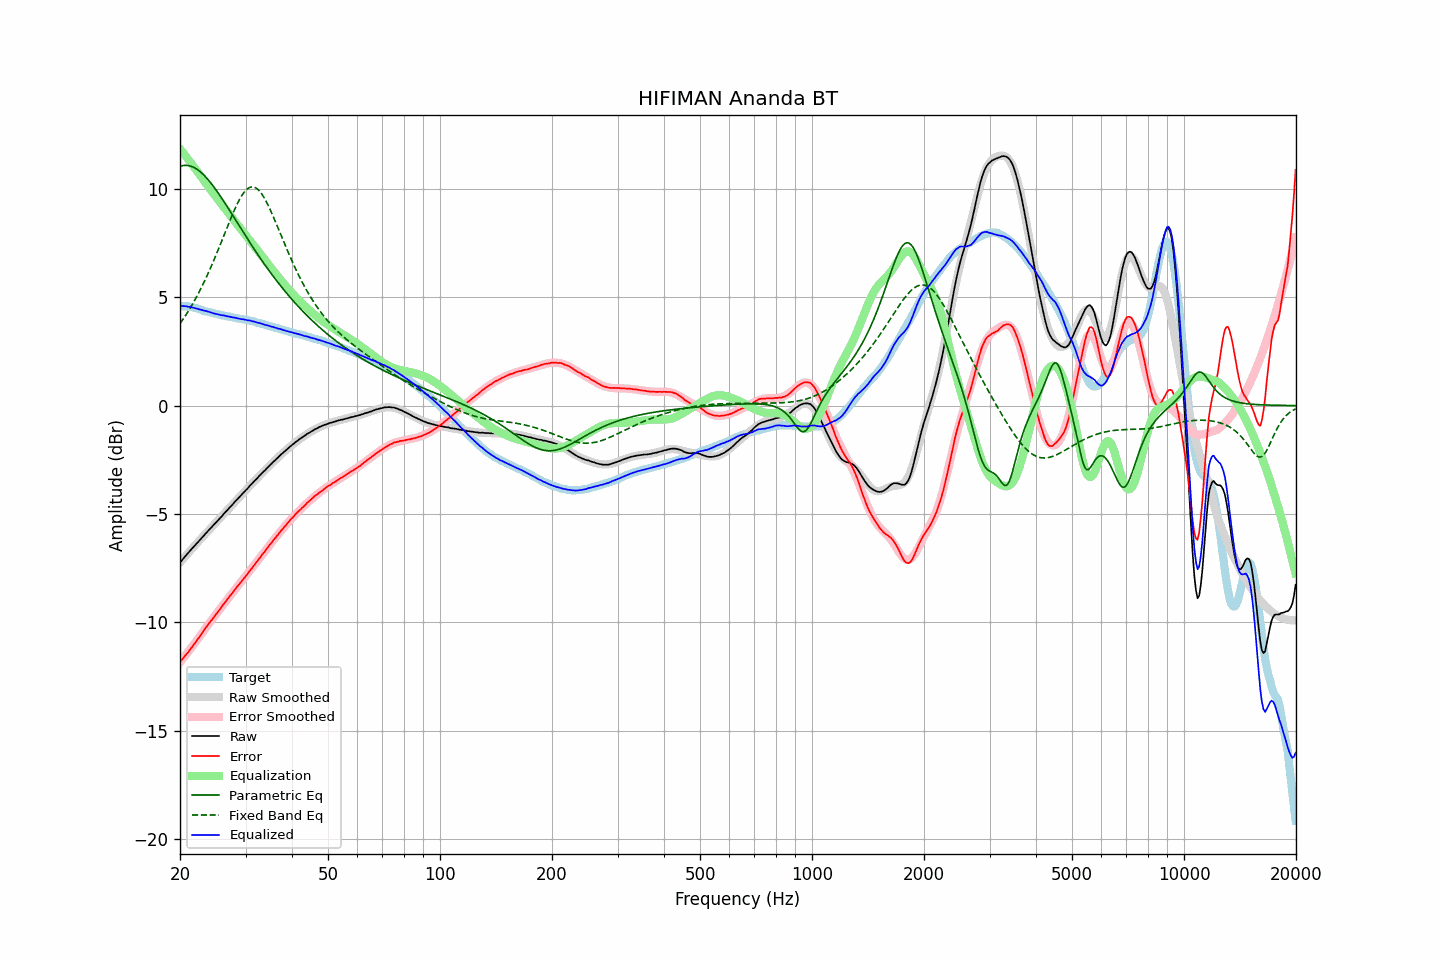 HIFIMAN Ananda BT
Amplitude (dBr)
10
5
0
−5
−10
−15
−20
Target
Raw Smoothed
Error Smoothed
Raw
Error
Equalization
Parametric Eq
Fixed Band Eq
Equalized
20 50 100 200 500 1000 2000 5000 10000 20000
Frequency (Hz)